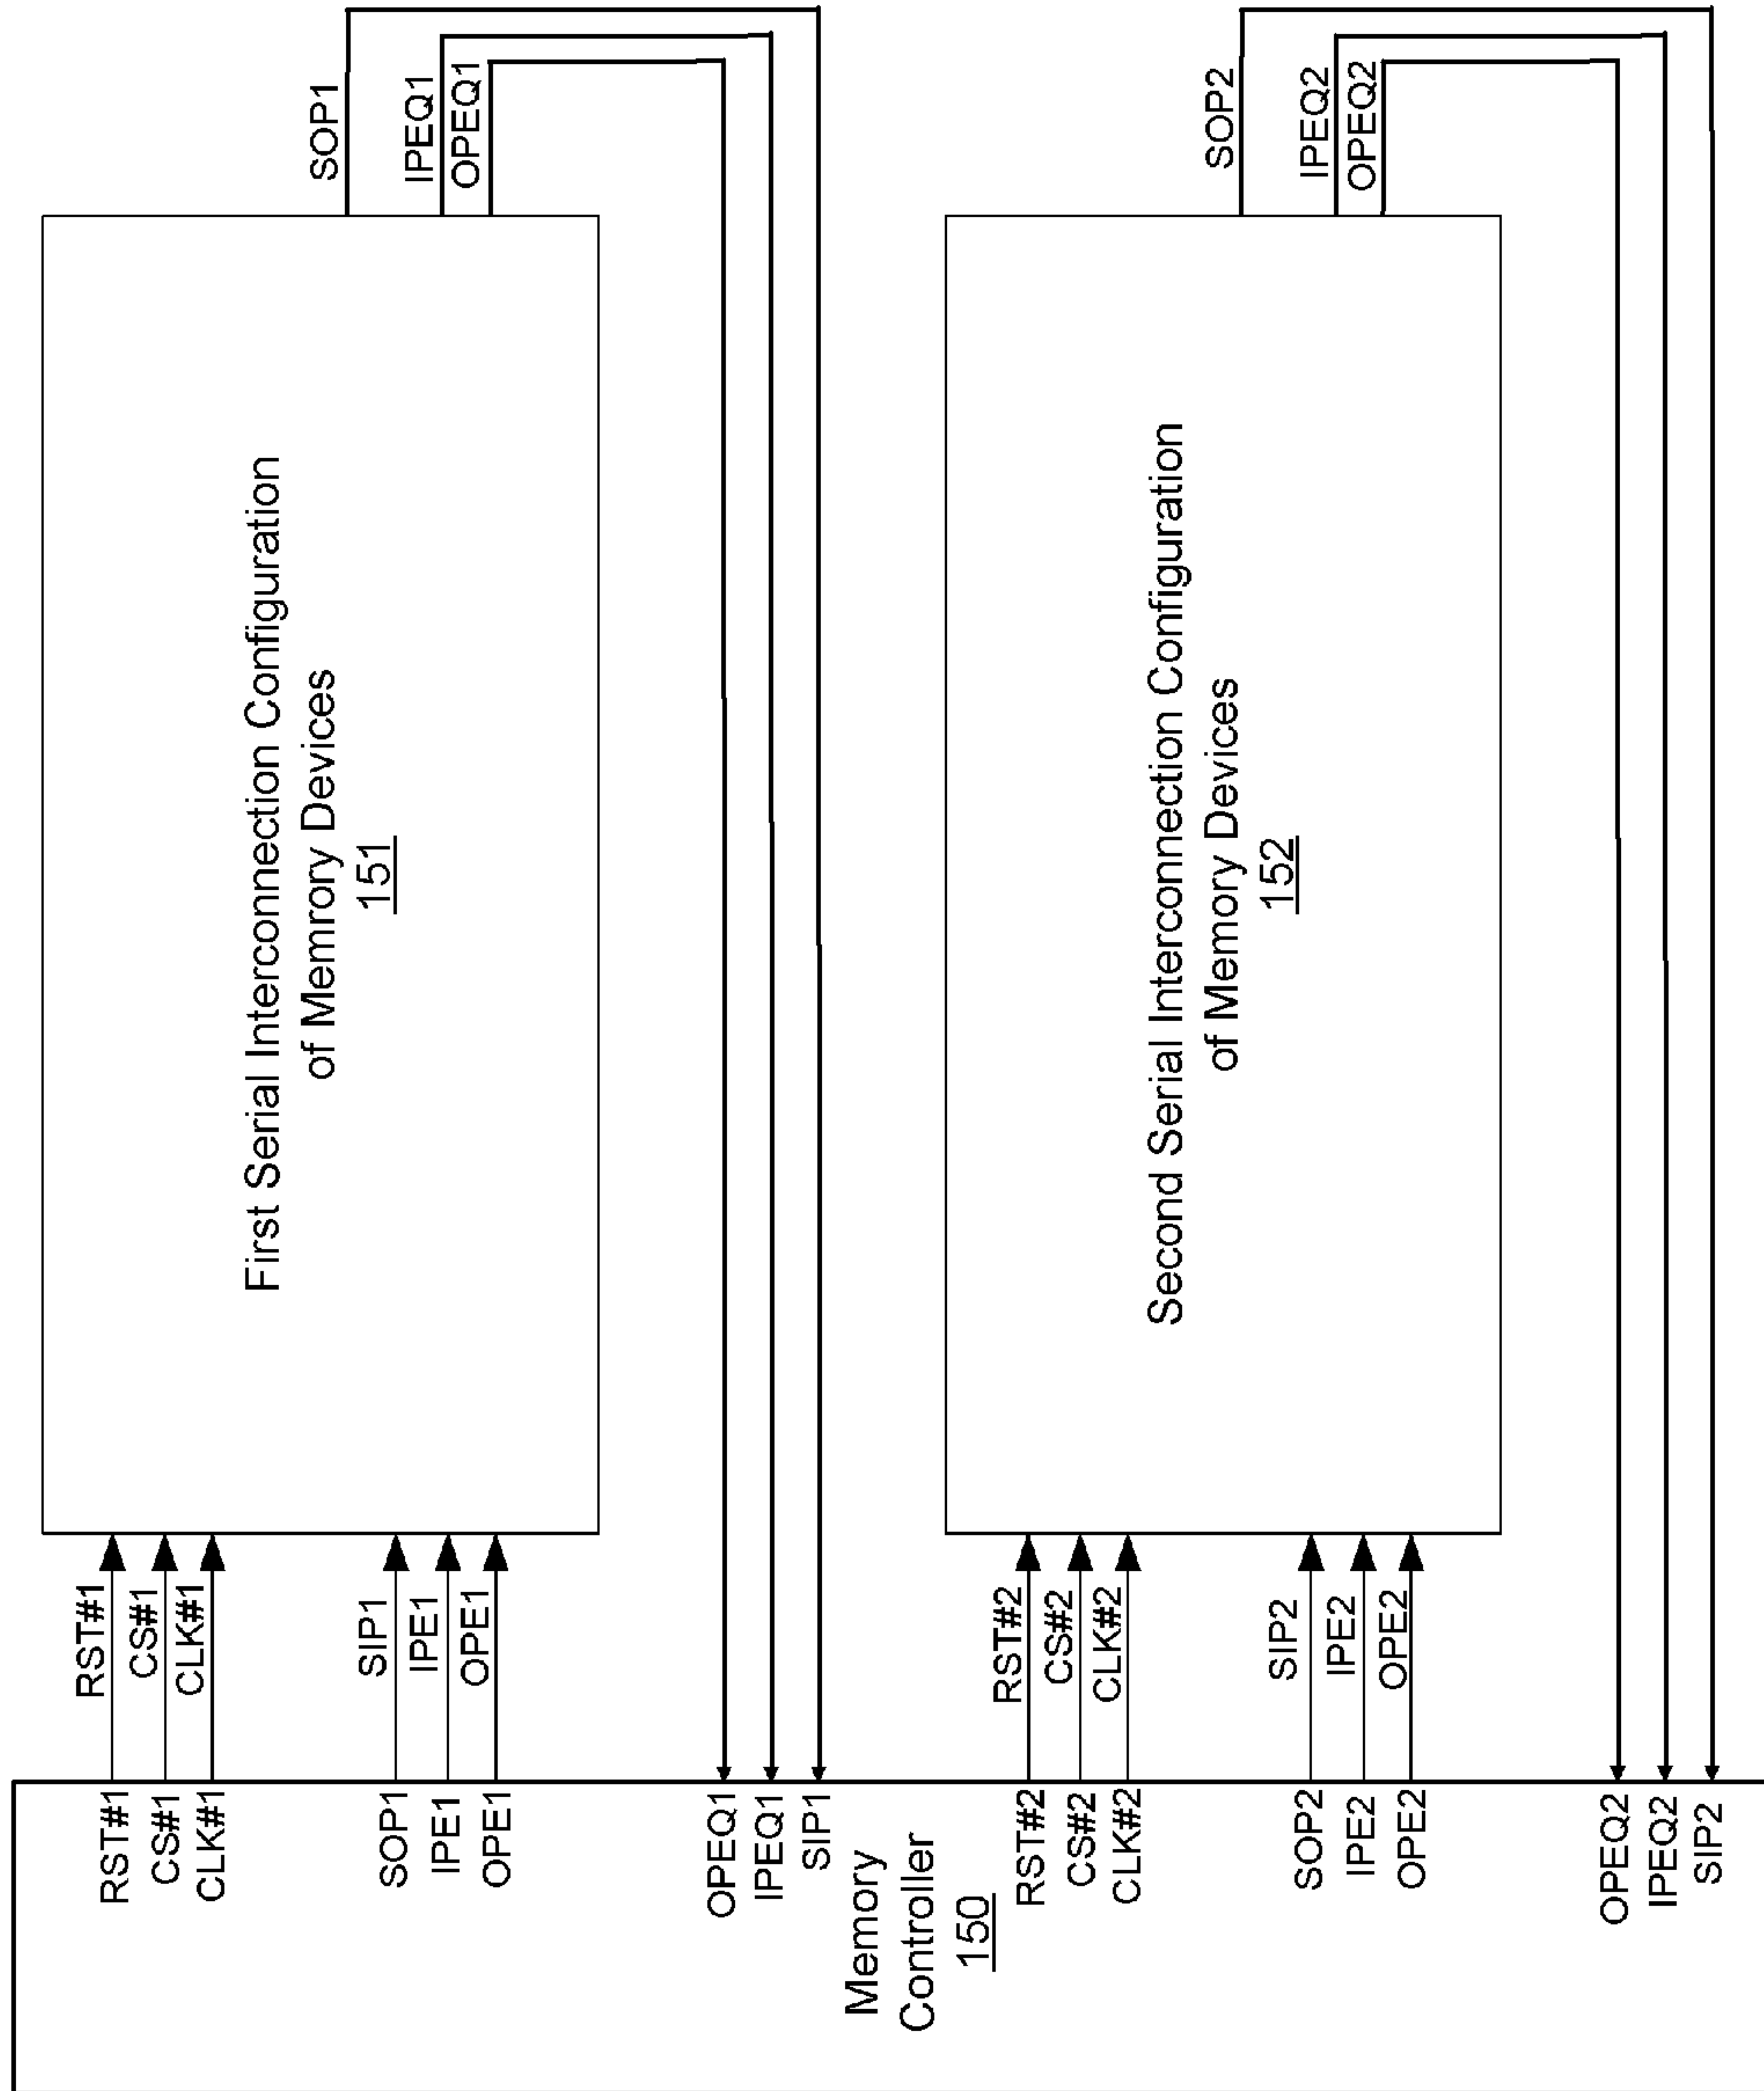 RST#1
CS#1
CLK#1
SOP1
IPE1
OPE1
OPEQ1
IPEQ1
SIP1
Memory
Controller
150
RST#2
CS#2
CLK#2
SOP2
IPE2
OPE2
OPEQ2
IPEQ2
SIP2
RST#1
CS#1
CLK#1
SIP1
IPE1
OPE1
RST#2
CS#2
CLK#2
SIP2
IPE2
OPE2
First Serial Interconnection Configuration
of Memrory Devices
151
Second Serial Interconnection Configuration
of Memory Devices
152
SOP1
IPEQ1
OPEQ1
SOP2
IPEQ2
OPEQ2